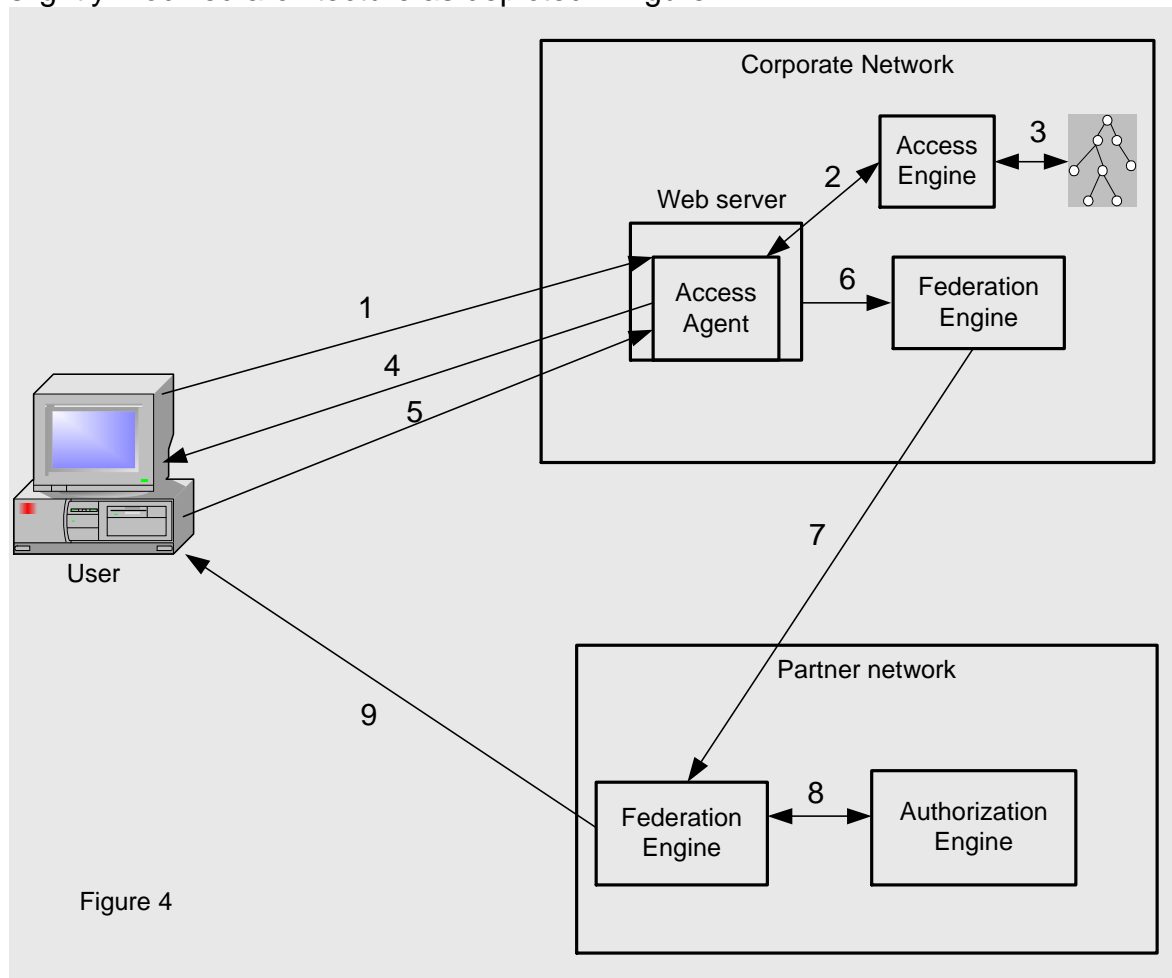 Corporate Network
Access
Engine
3
2
Web server
Access
Agent
6
Federation
Engine
1
4
5
User
7
Partner network
9
Federation
Engine
8
Authorization
Engine
Figure 4